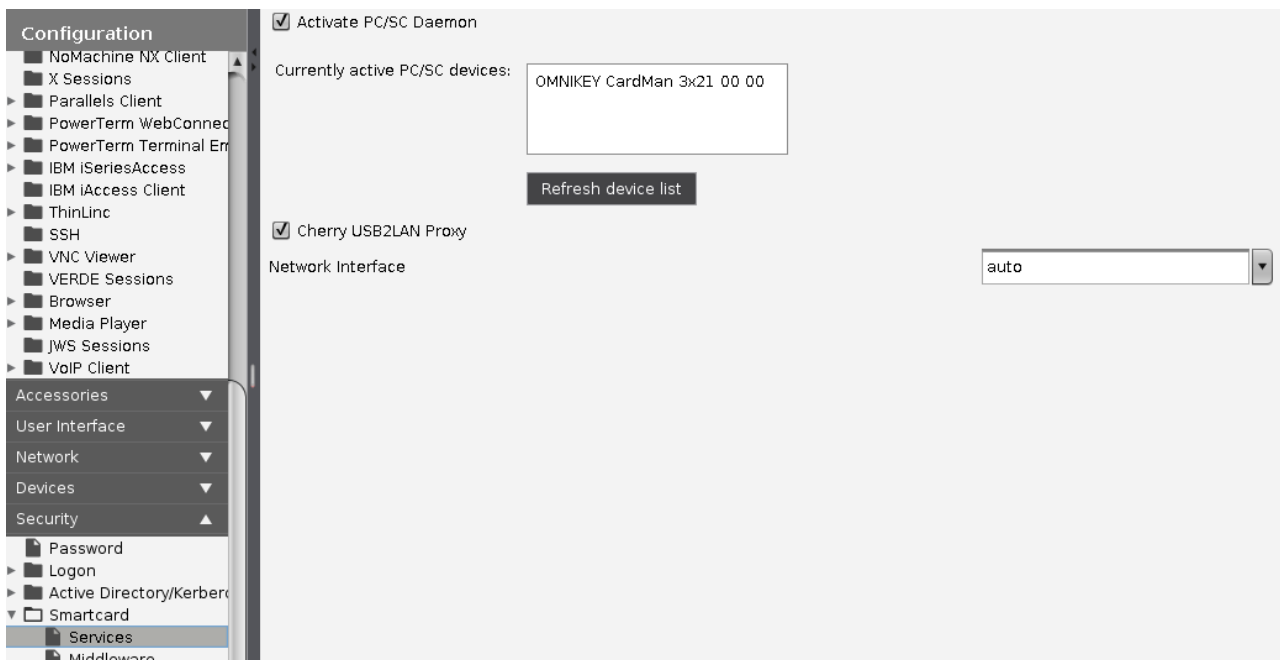 Configuration
NoMachine NX Client
X Sessions
Parallels Client
PowerTerm WebConnec
PowerTerm Terminal Em
IBM iSeriesAccess
IBM iAccess Client
ThinLinc
SSH
VNC Viewer
VERDE Sessions
Browser
Media Player
JWS Sessions
VoIP Client
Accessories
User Interface
Network
Devices
Security
Password
Logon
Active Directory/Kerbero
Smartcard
Services
Middleware
Activate PC/SC Daemon
Currently active PC/SC devices:
OMNIKEY CardMan 3x21 00 00
Refresh device list
Cherry USB2LAN Proxy
Network Interface
auto